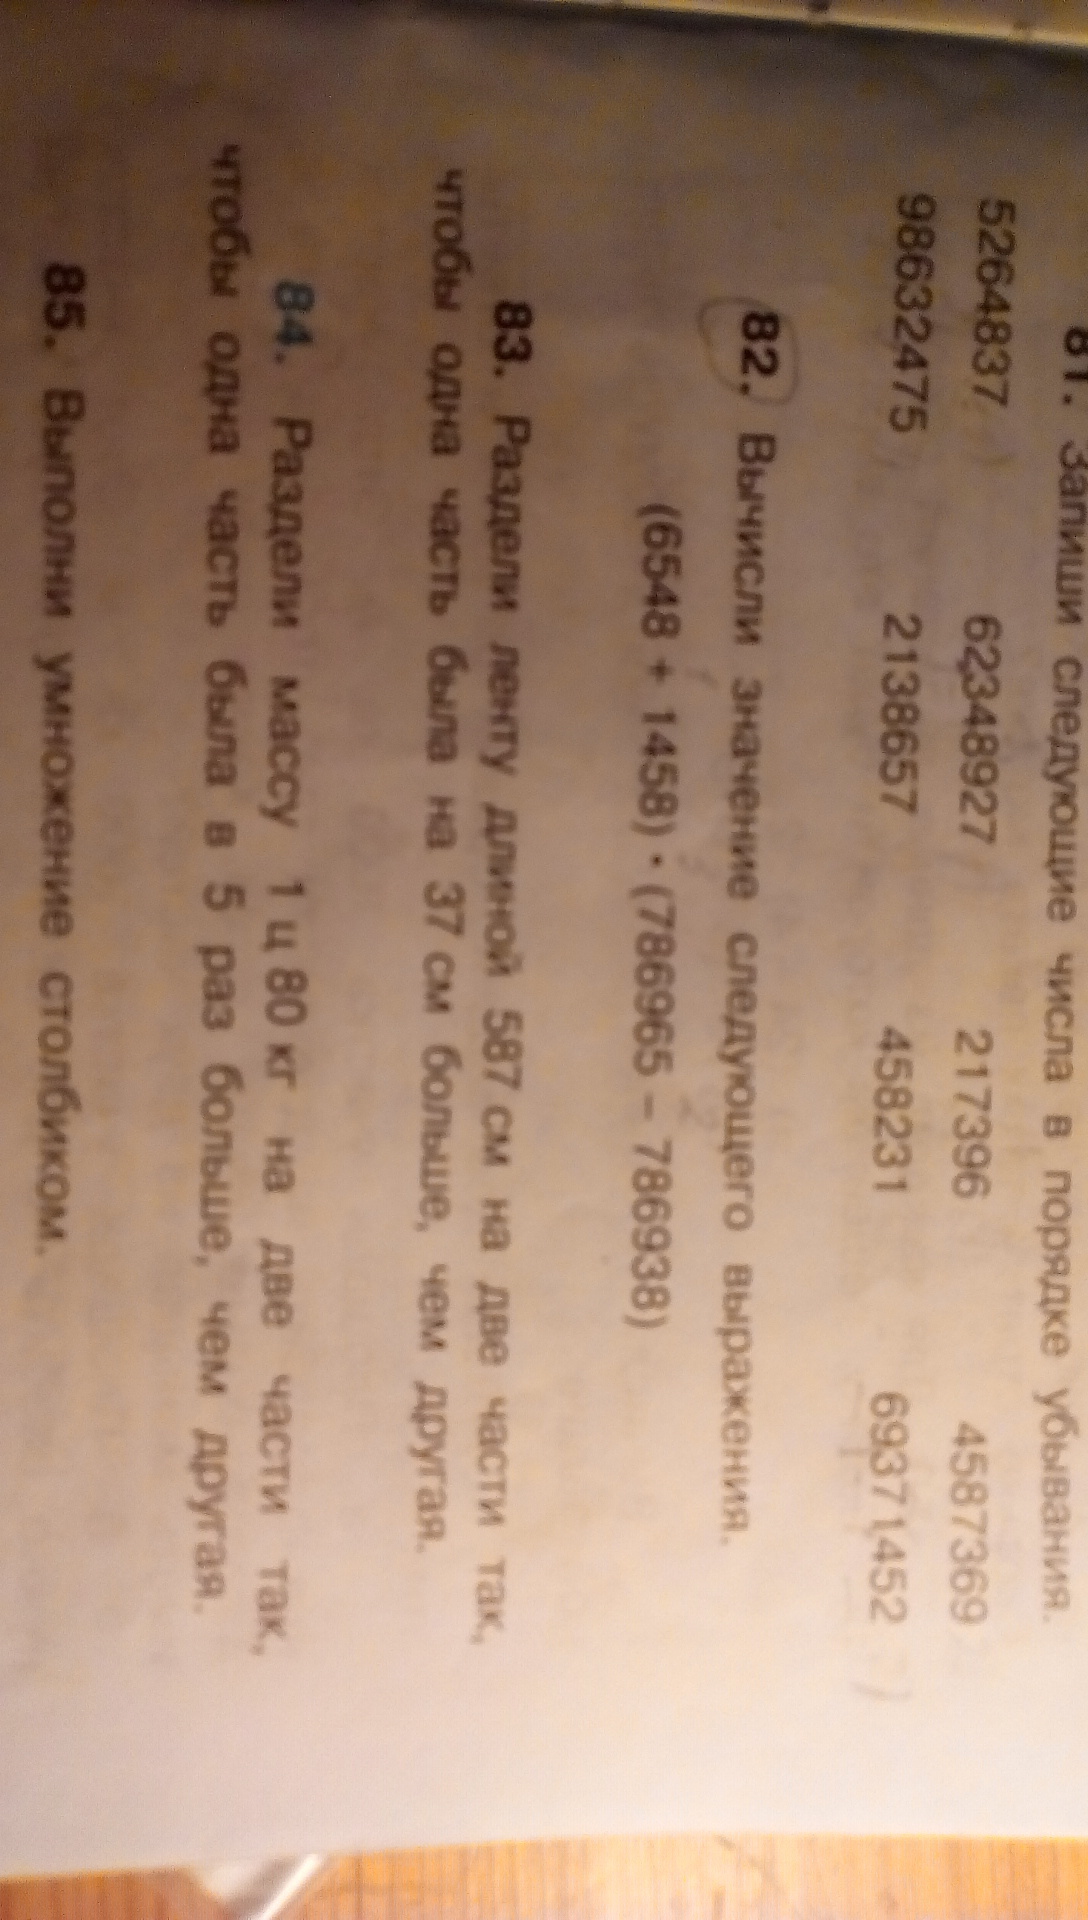 81. Запиши следующие числа в порядке убывания.
5264837 62348927 217396 4587369
98632475 2138657 458231 69371452
82. Вычисли значение следующего выражения.
(6548 + 1458) · (786965 – 786938)
83. Раздели ленту длиной 587 см на две части так,
чтобы одна часть была на 37 см больше, чем другая.
84. Раздели массу 1 ц 80 кг на две части так,
чтобы одна часть была в 5 раз больше, чем другая.
85. Выполни умножение столбиком.